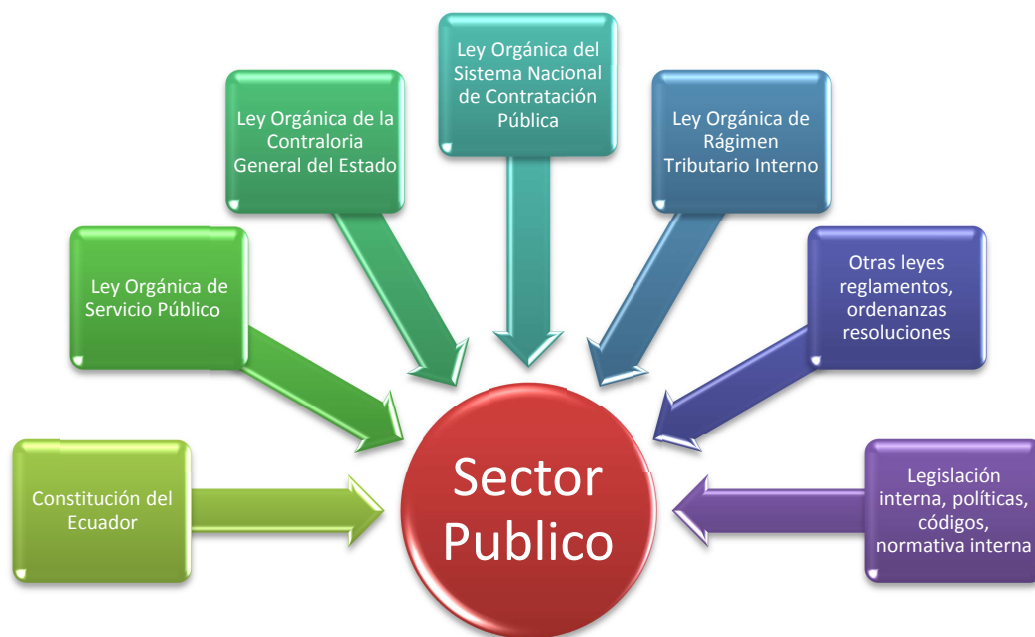 Ley Orgánica del
Sistema Nacional
de Contratación
Pública
Ley Orgánica de la
Contraloria
General del Estado
Ley Orgánica de
Rágimen
Tributario Interno
Ley Orgánica de
Servicio Público
Otras leyes
reglamentos,
ordenanzas
resoluciones
Constitución del
Ecuador
Sector
Publico
Legislación
interna, políticas,
códigos,
normativa interna